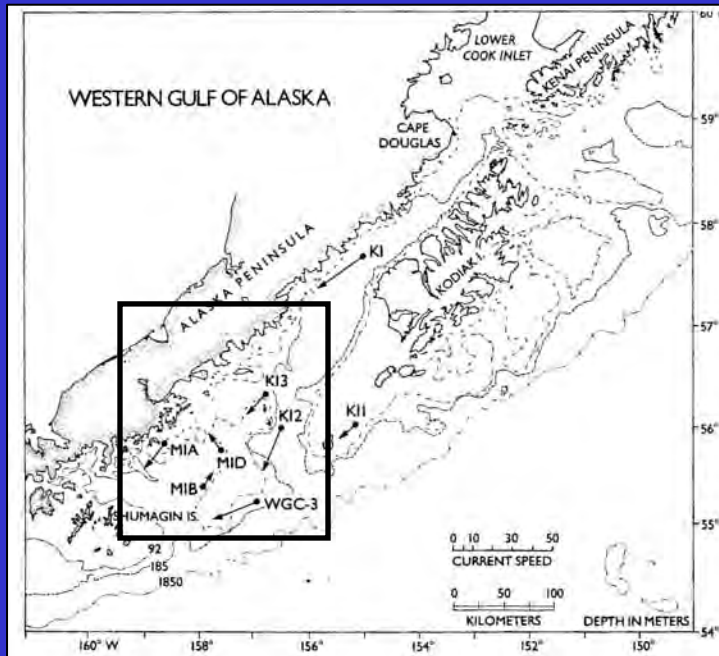 60°
LOWER
COOK INLET
KENAI PENINSULA
WESTERN GULF OF ALASKA
59°
CAPE
DOUGLAS
58°
KI
ALASKA PENINSULA
KODIAK I.
57°
KI3
KI2
KII
56°
MIA
MID
MIB
WGC-3
SHUMAGIN IS.
55°
92
185
1850
0 10 30 50
CURRENT SPEED
0 50 100
KILOMETERS
DEPTH IN METERS
54°
160° W
158°
156°
154°
152°
150°